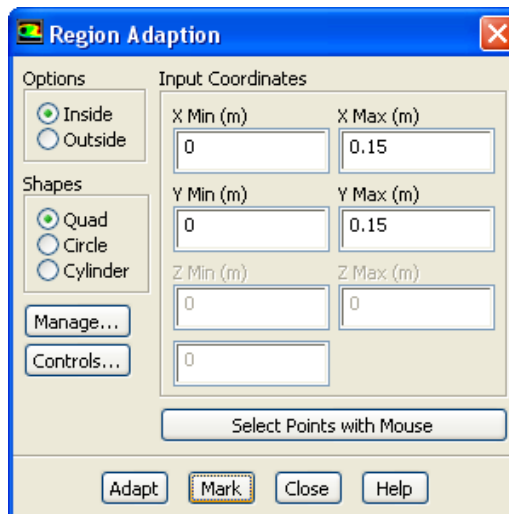 Region Adaption
Options
Inside
Outside
Shapes
Quad
Circle
Cylinder
Manage...
Controls...
Input Coordinates
X Min (m) X Max (m)
0 0.15
Y Min (m) Y Max (m)
0 0.15
Z Min (m) Z Max (m)
0 0
0
Select Points with Mouse
Adapt Mark Close Help